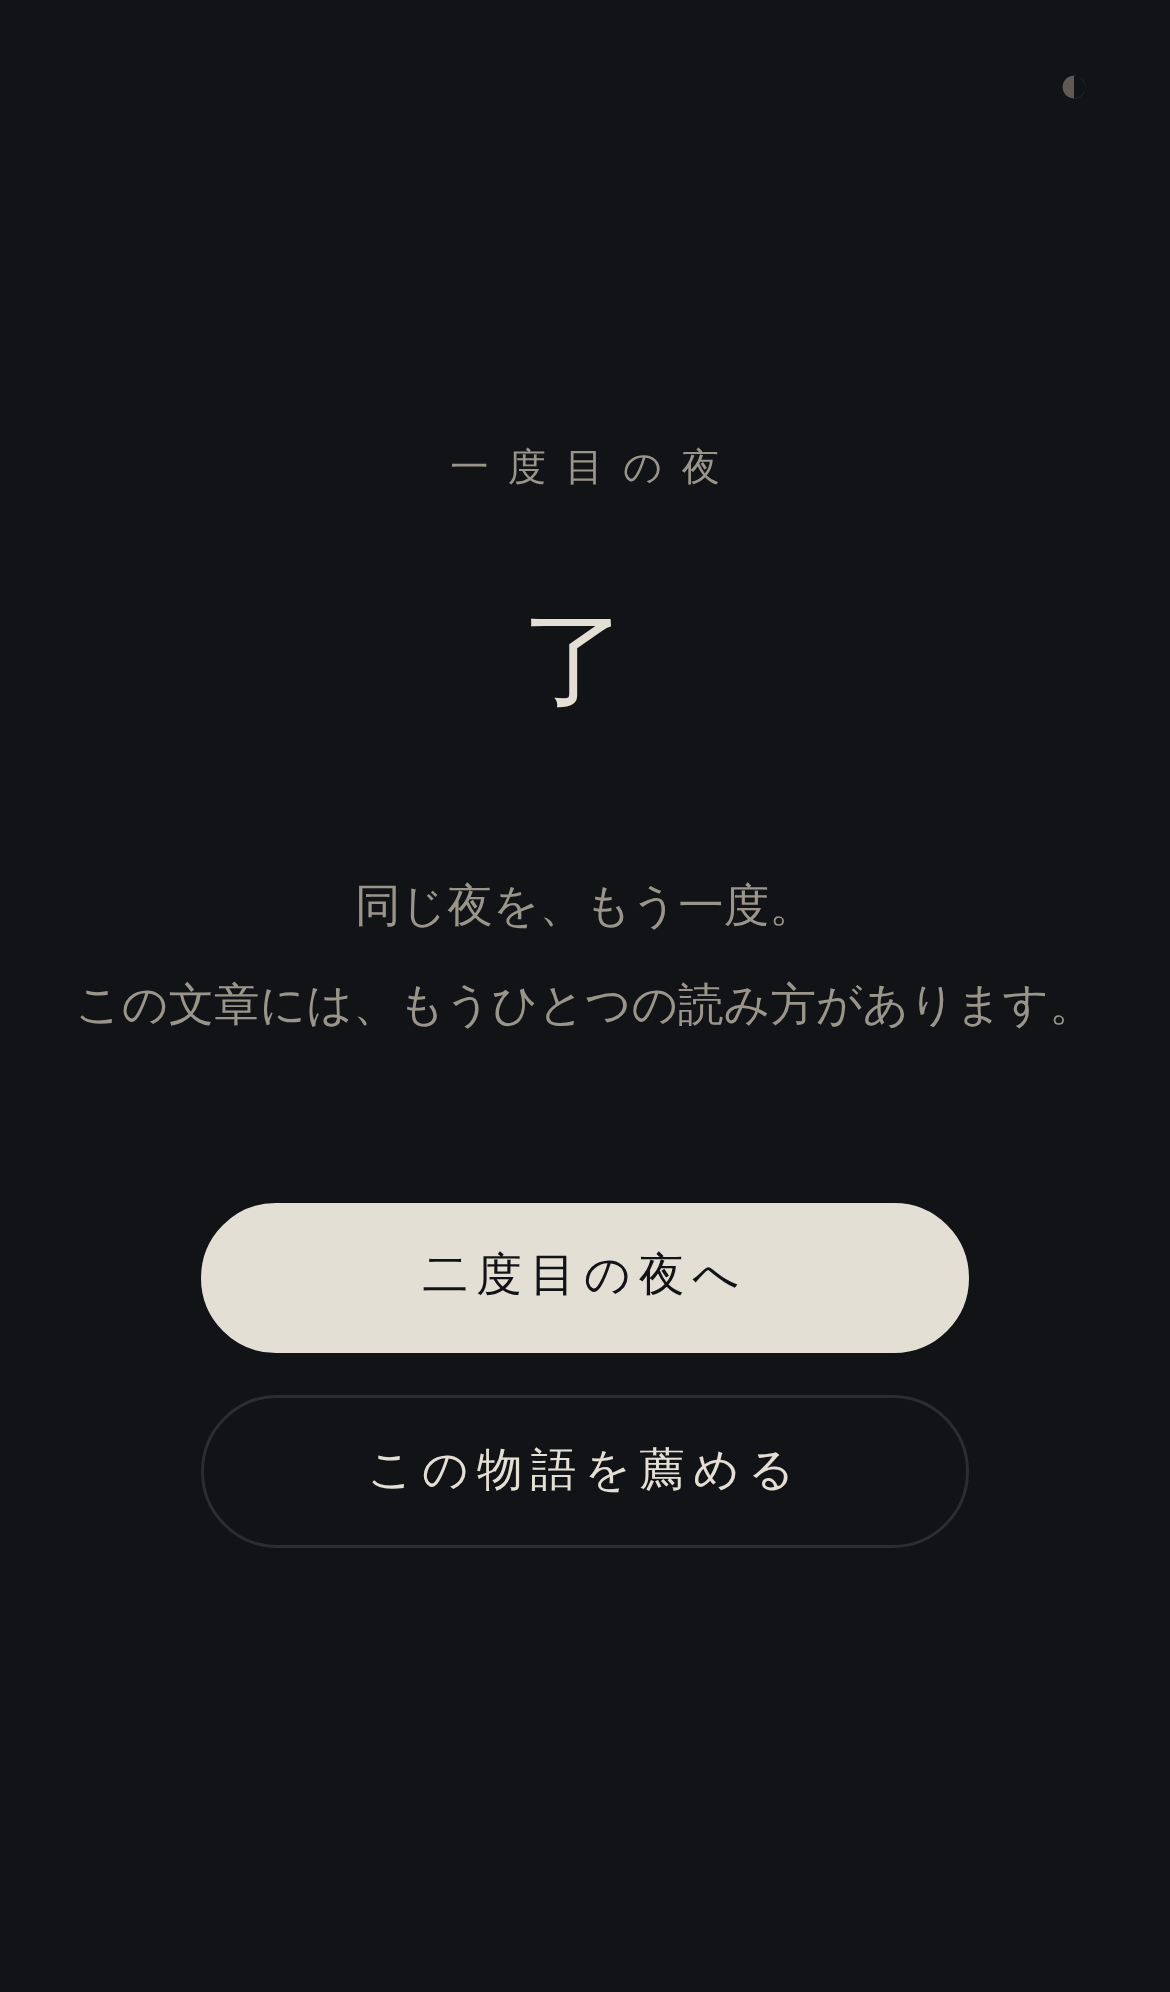 一度目の夜
了
同じ夜を、もう一度。
この文章には、もうひとつの読み方があります。
二度目の夜へ
この物語を薦める